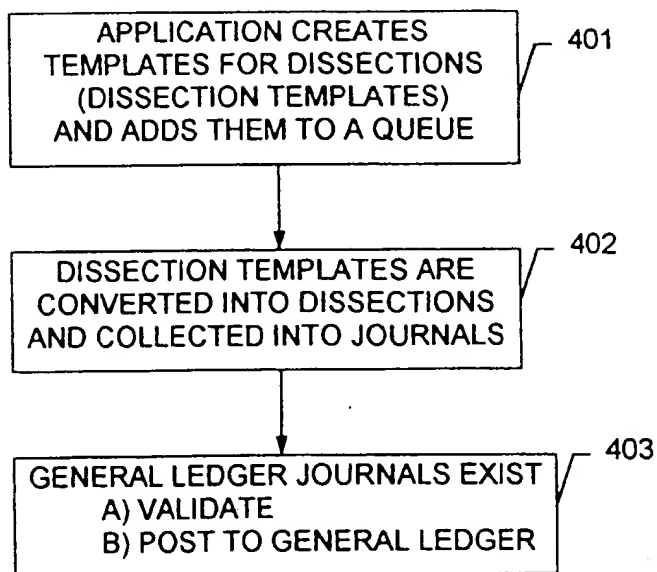 APPLICATION CREATES
TEMPLATES FOR DISSECTIONS
(DISSECTION TEMPLATES)
AND ADDS THEM TO A QUEUE
401
DISSECTION TEMPLATES ARE
CONVERTED INTO DISSECTIONS
AND COLLECTED INTO JOURNALS
402
GENERAL LEDGER JOURNALS EXIST
A) VALIDATE
B) POST TO GENERAL LEDGER
403